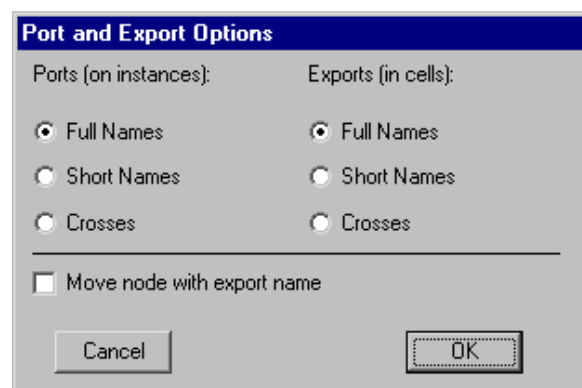 Port and Export Options
Ports (on instances): Exports (in cells):
Full Names Full Names
Short Names Short Names
Crosses Crosses
Move node with export name
Cancel OK